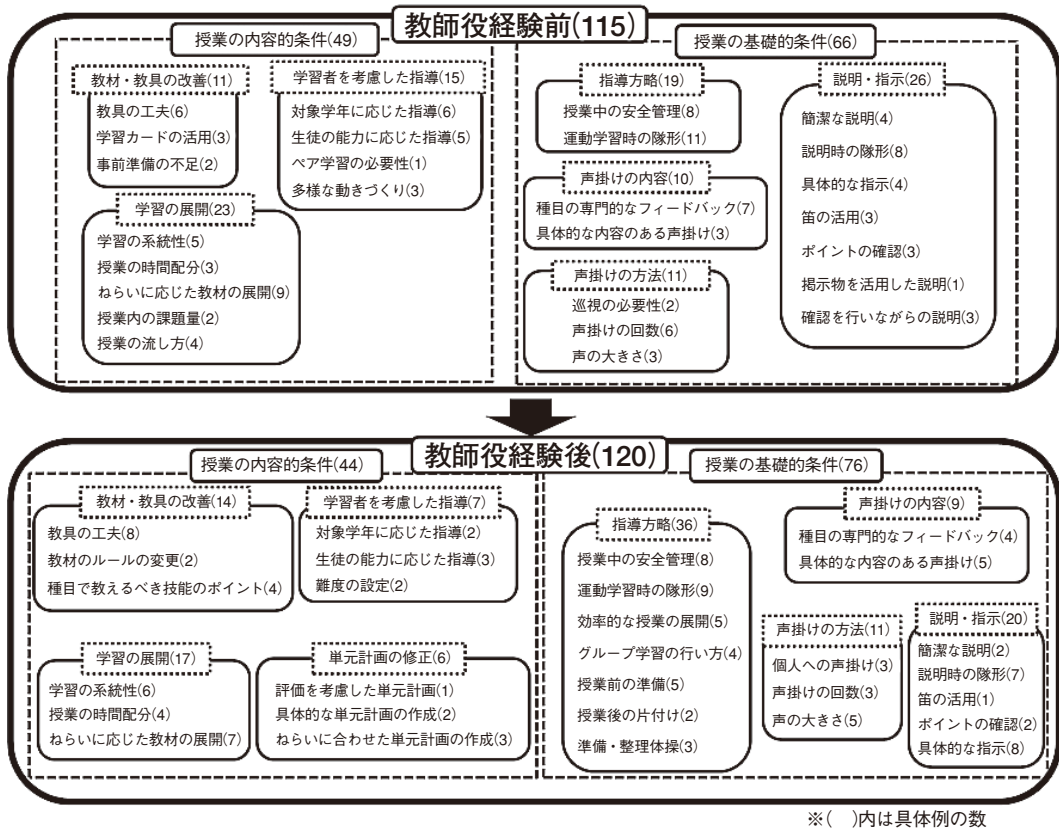 教師役経験前(115)
授業の内容的条件(49)
教材・教具の改善(11)
教具の工夫(6)
学習カードの活用(3)
事前準備の不足(2)
学習者を考慮した指導(15)
対象学年に応じた指導(6)
生徒の能力に応じた指導(5)
ペア学習の必要性(1)
多様な動きづくり(3)
学習の展開(23)
学習の系統性(5)
授業の時間配分(3)
ねらいに応じた教材の展開(9)
授業内の課題量(2)
授業の流し方(4)
授業の基礎的条件(66)
指導方略(19)
授業中の安全管理(8)
運動学習時の隊形(11)
声掛けの内容(10)
種目の専門的なフィードバック(7)
具体的な内容のある声掛け(3)
声掛けの方法(11)
巡視の必要性(2)
声掛けの回数(6)
声の大きさ(3)
説明・指示(26)
簡潔な説明(4)
説明時の隊形(8)
具体的な指示(4)
笛の活用(3)
ポイントの確認(3)
掲示物を活用した説明(1)
確認を行いながらの説明(3)
教師役経験後(120)
授業の内容的条件(44)
教材・教具の改善(14)
教具の工夫(8)
教材のルールの変更(2)
種目で教えるべき技能のポイント(4)
学習者を考慮した指導(7)
対象学年に応じた指導(2)
生徒の能力に応じた指導(3)
難度の設定(2)
学習の展開(17)
学習の系統性(6)
授業の時間配分(4)
ねらいに応じた教材の展開(7)
単元計画の修正(6)
評価を考慮した単元計画(1)
具体的な単元計画の作成(2)
ねらいに合わせた単元計画の作成(3)
授業の基礎的条件(76)
指導方略(36)
授業中の安全管理(8)
運動学習時の隊形(9)
効率的な授業の展開(5)
グループ学習の行い方(4)
授業前の準備(5)
授業後の片付け(2)
準備・整理体操(3)
声掛けの内容(9)
種目の専門的なフィードバック(4)
具体的な内容のある声掛け(5)
声掛けの方法(11)
個人への声掛け(3)
声掛けの回数(3)
声の大きさ(5)
説明・指示(20)
簡潔な説明(2)
説明時の隊形(7)
笛の活用(1)
ポイントの確認(2)
具体的な指示(8)
※(　)内は具体例の数